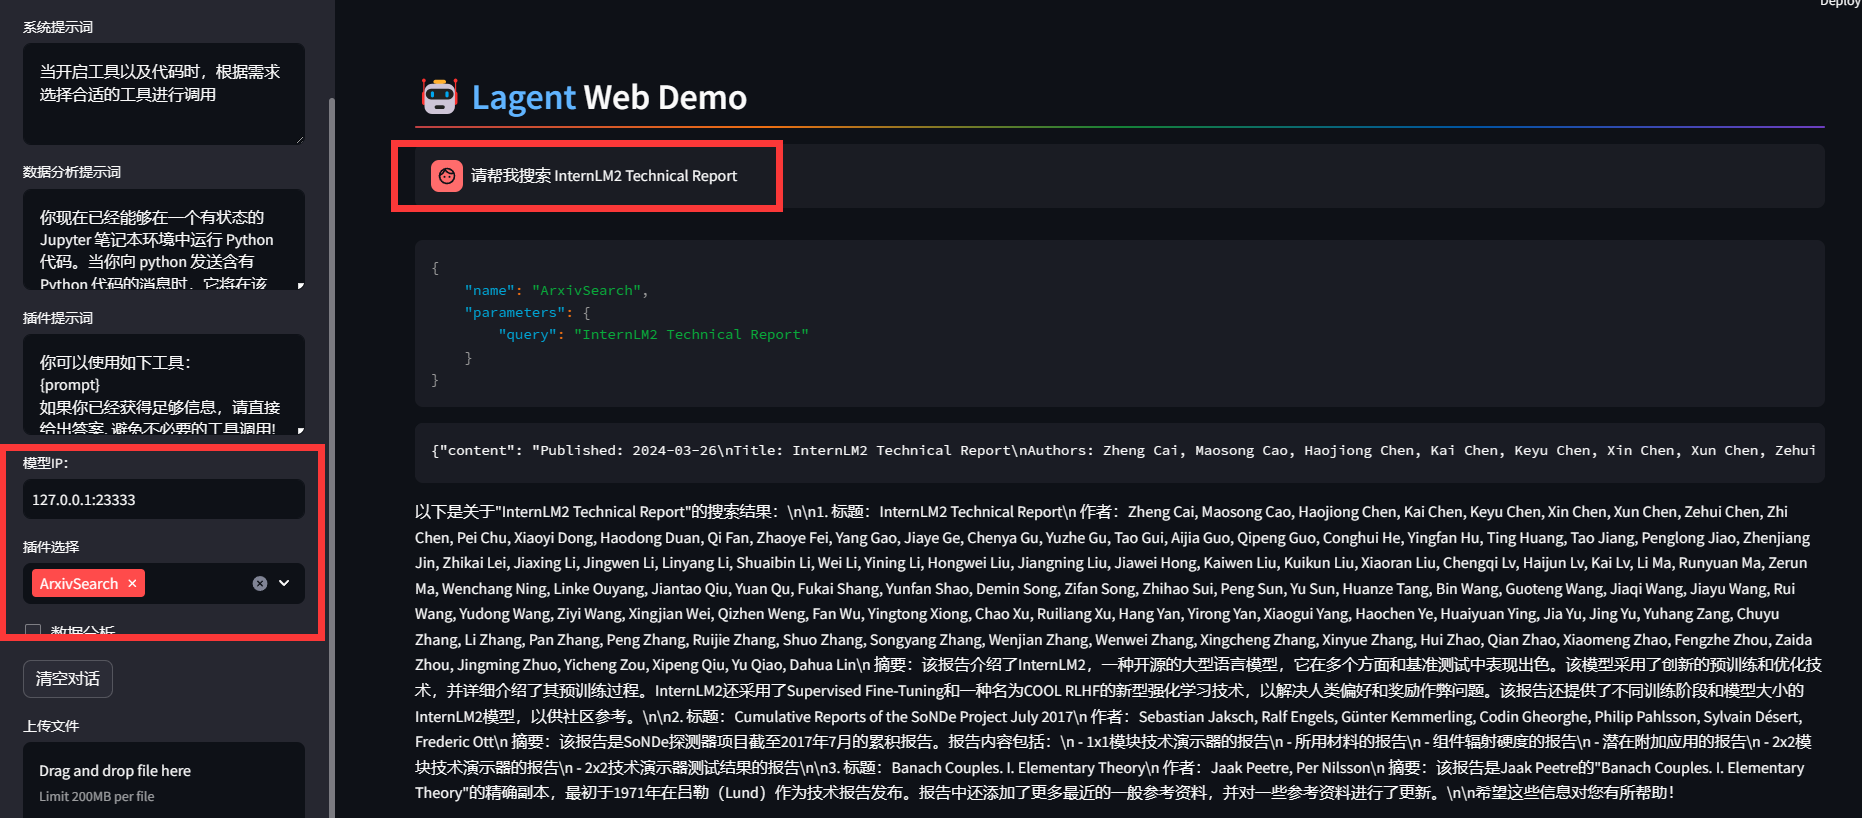 系统提示词
当开启工具以及代码时，根据需求
选择合适的工具进行调用
数据分析提示词
你现在已经能够在一个有状态的
Jupyter 笔记本环境中运行 Python
代码。当你向 python 发送含有
Python 代码的消息时，它将在该
插件提示词
你可以使用如下工具：
{prompt}
如果你已经获得足够信息，请直接
给出答案. 避免不必要的工具调用!
模型IP：
127.0.0.1:23333
插件选择
ArxivSearch ×
数据分析
清空对话
上传文件
Drag and drop file here
Limit 200MB per file
Deploy
Lagent Web Demo
请帮我搜索 InternLM2 Technical Report
{
"name": "ArxivSearch",
"parameters": {
"query": "InternLM2 Technical Report"
}
}
{"content": "Published: 2024-03-26\nTitle: InternLM2 Technical Report\nAuthors: Zheng Cai, Maosong Cao, Haojiong Chen, Kai Chen, Keyu Chen, Xin Chen, Xun Chen, Zehui
以下是关于"InternLM2 Technical Report"的搜索结果：\n\n1. 标题：InternLM2 Technical Report\n 作者：Zheng Cai, Maosong Cao, Haojiong Chen, Kai Chen, Keyu Chen, Xin Chen, Xun Chen, Zehui Chen, Zhi
Chen, Pei Chu, Xiaoyi Dong, Haodong Duan, Qi Fan, Zhaoye Fei, Yang Gao, Jiaye Ge, Chenya Gu, Yuzhe Gu, Tao Gui, Aijia Guo, Qipeng Guo, Conghui He, Yingfan Hu, Ting Huang, Tao Jiang, Penglong Jiao, Zhenjiang
Jin, Zhikai Lei, Jiaxing Li, Jingwen Li, Linyang Li, Shuaibin Li, Wei Li, Yining Li, Hongwei Liu, Jiangning Liu, Jiawei Hong, Kaiwen Liu, Kuikun Liu, Xiaoran Liu, Chengqi Lv, Haijun Lv, Kai Lv, Li Ma, Runyuan Ma, Zerun
Ma, Wenchang Ning, Linke Ouyang, Jiantao Qiu, Yuan Qu, Fukai Shang, Yunfan Shao, Demin Song, Zifan Song, Zhihao Sui, Peng Sun, Yu Sun, Huanze Tang, Bin Wang, Guoteng Wang, Jiaqi Wang, Jiayu Wang, Rui
Wang, Yudong Wang, Ziyi Wang, Xingjian Wei, Qizhen Weng, Fan Wu, Yingtong Xiong, Chao Xu, Ruiliang Xu, Hang Yan, Yirong Yan, Xiaogui Yang, Haochen Ye, Huaiyuan Ying, Jia Yu, Jing Yu, Yuhang Zang, Chuyu
Zhang, Li Zhang, Pan Zhang, Peng Zhang, Ruijie Zhang, Shuo Zhang, Songyang Zhang, Wenjian Zhang, Wenwei Zhang, Xingcheng Zhang, Xinyue Zhang, Hui Zhao, Qian Zhao, Xiaomeng Zhao, Fengzhe Zhou, Zaida
Zhou, Jingming Zhuo, Yicheng Zou, Xipeng Qiu, Yu Qiao, Dahua Lin\n 摘要：该报告介绍了InternLM2，一种开源的大型语言模型，它在多个方面和基准测试中表现出色。该模型采用了创新的预训练和优化技
术，并详细介绍了其预训练过程。InternLM2还采用了Supervised Fine-Tuning和一种名为COOL RLHF的新型强化学习技术，以解决人类偏好和奖励作弊问题。该报告还提供了不同训练阶段和模型大小的
InternLM2模型，以供社区参考。\n\n2. 标题：Cumulative Reports of the SoNDe Project July 2017\n 作者：Sebastian Jaksch, Ralf Engels, Günter Kemmerling, Codin Gheorghe, Philip Pahlsson, Sylvain Désert,
Frederic Ott\n 摘要：该报告是SoNDe探测器项目截至2017年7月的累积报告。报告内容包括：\n - 1x1模块技术演示器的报告\n - 所用材料的报告\n - 组件辐射硬度的报告\n - 潜在附加应用的报告\n - 2x2模
块技术演示器的报告\n - 2x2技术演示器测试结果的报告\n\n3. 标题：Banach Couples. I. Elementary Theory\n 作者：Jaak Peetre, Per Nilsson\n 摘要：该报告是Jaak Peetre的"Banach Couples. I. Elementary
Theory"的精确副本，最初于1971年在吕勒（Lund）作为技术报告发布。报告中还添加了更多最近的一般参考资料，并对一些参考资料进行了更新。\n\n希望这些信息对您有所帮助！